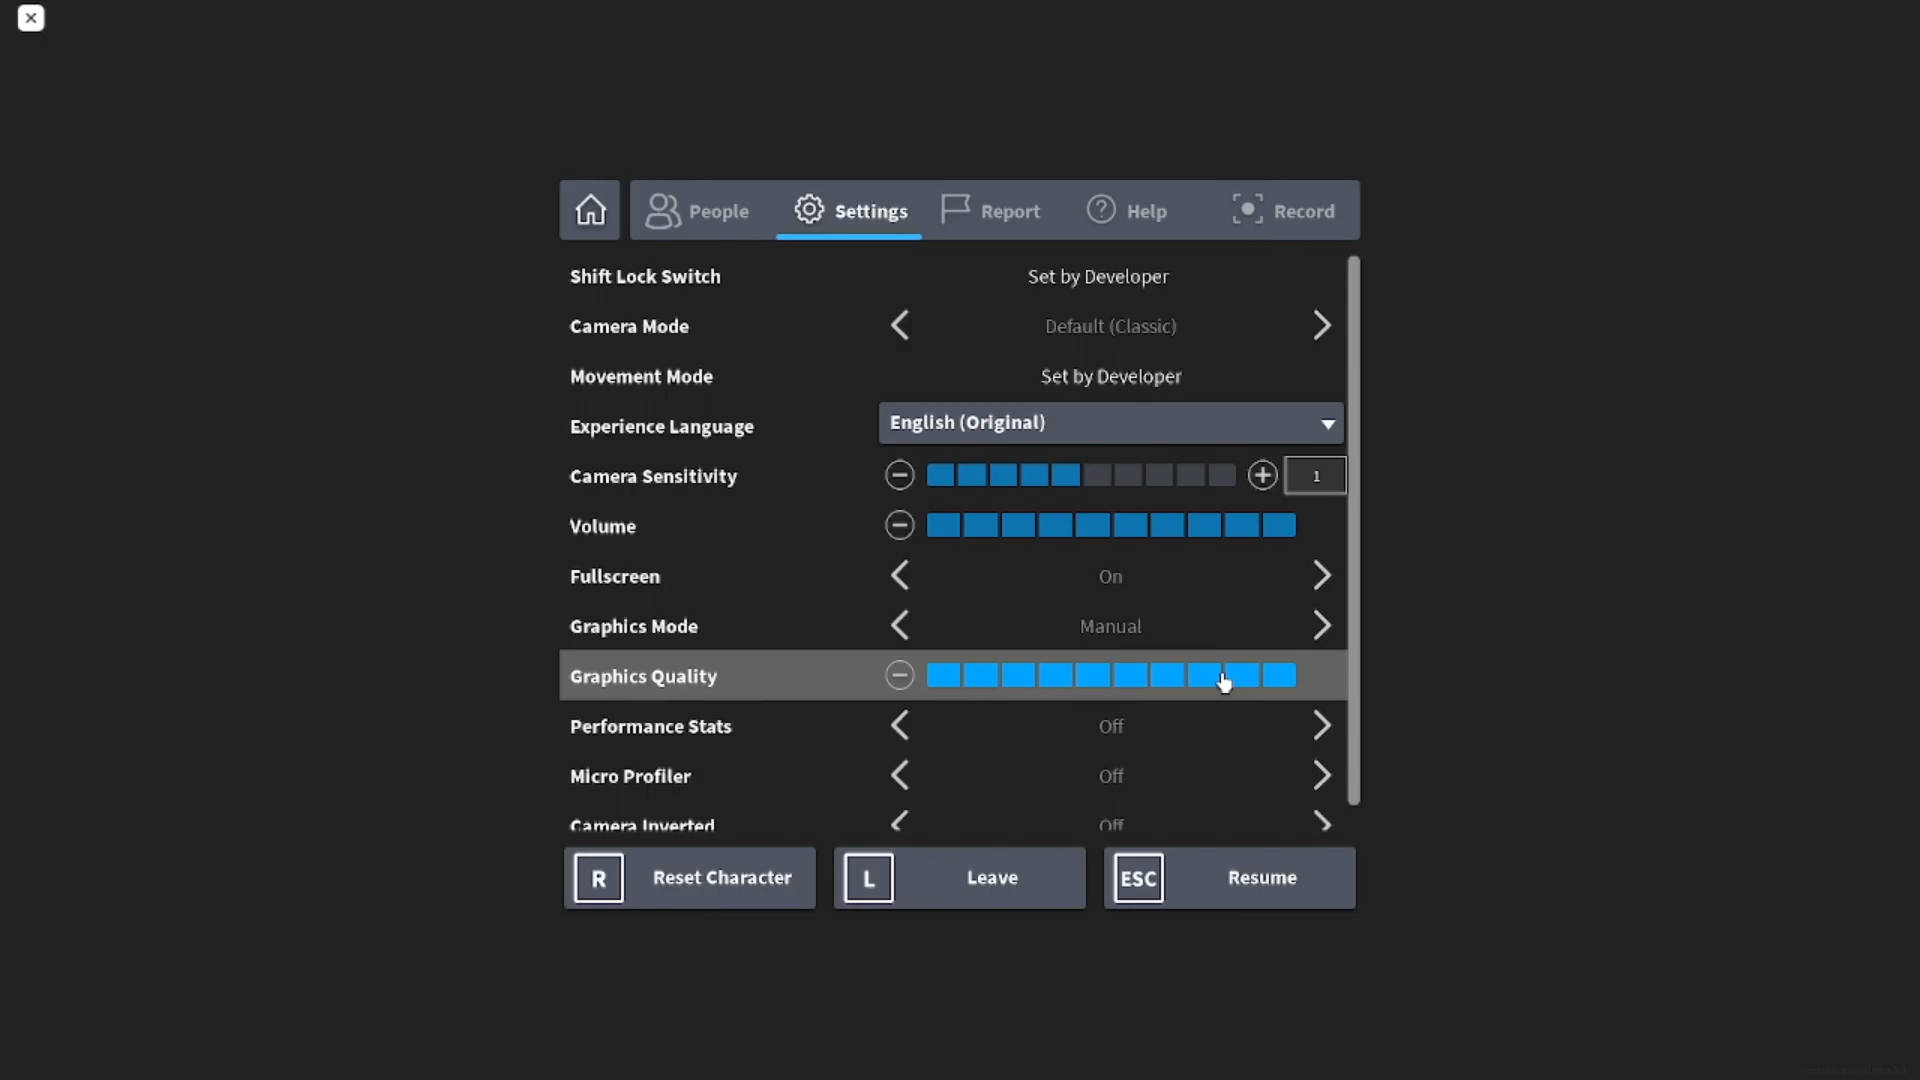 People
Settings
Report
Help
Record
Shift Lock Switch
Set by Developer
Camera Mode
Default (Classic)
Movement Mode
Set by Developer
Experience Language
English (Original)
Camera Sensitivity
1
Volume
Fullscreen
On
Graphics Mode
Manual
Graphics Quality
Performance Stats
Off
Micro Profiler
Off
Camera Inverted
Off
R Reset Character
L Leave
ESC Resume